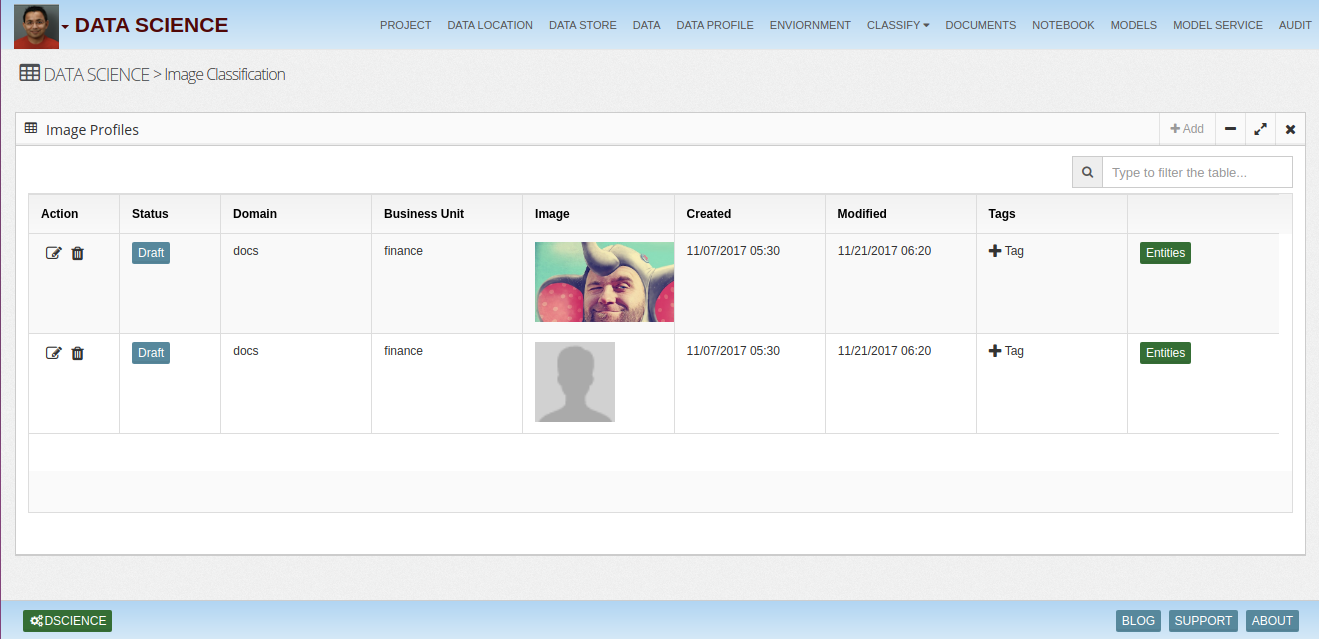 DATA SCIENCE PROJECT DATA LOCATION DATA STORE DATA DATA PROFILE ENVIORNMENT CLASSIFY DOCUMENTS NOTEBOOK MODELS MODEL SERVICE AUDIT
DATA SCIENCE > Image Classification
Image Profiles Add
Type to filter the table...
Action Status Domain Business Unit Image Created Modified Tags
Draft docs finance 11/07/2017 05:30 11/21/2017 06:20 Tag Entities
Draft docs finance 11/07/2017 05:30 11/21/2017 06:20 Tag Entities
DSCIENCE BLOG SUPPORT ABOUT